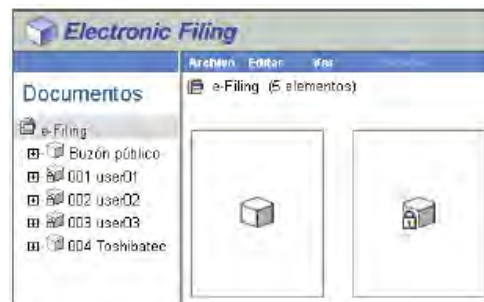 Electronic Filing
Archivo Editar Ver
Documentos
e-Filing (5 elementos)
e-Filing
Buzón público
001 user01
002 user02
003 user03
004 Toshibatec